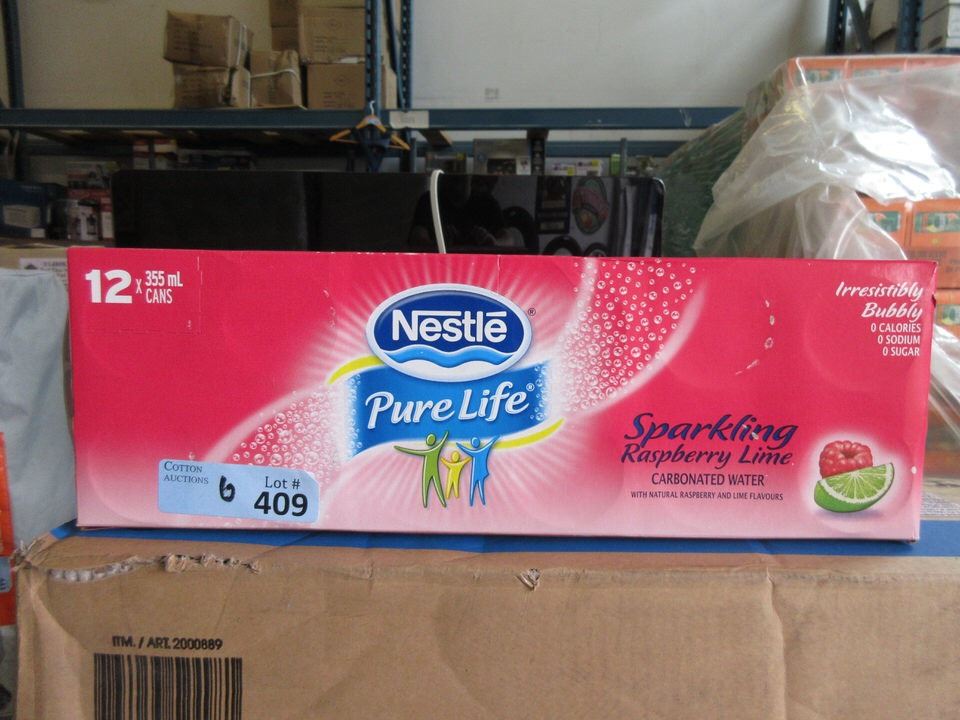 12 x 355 mL
CANS
Nestlé®
Pure Life®
Irresistibly
Bubbly
0 CALORIES
0 SODIUM
0 SUGAR
Sparkling
Raspberry Lime
CARBONATED WATER
WITH NATURAL RASPBERRY AND LIME FLAVOURS
COTTON
AUCTIONS
6
Lot #
409
ITM. / ART. 2000889